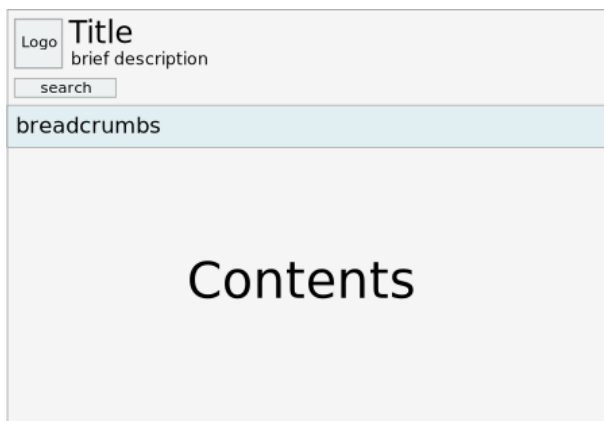 Logo
Title
brief description
search
breadcrumbs
Contents